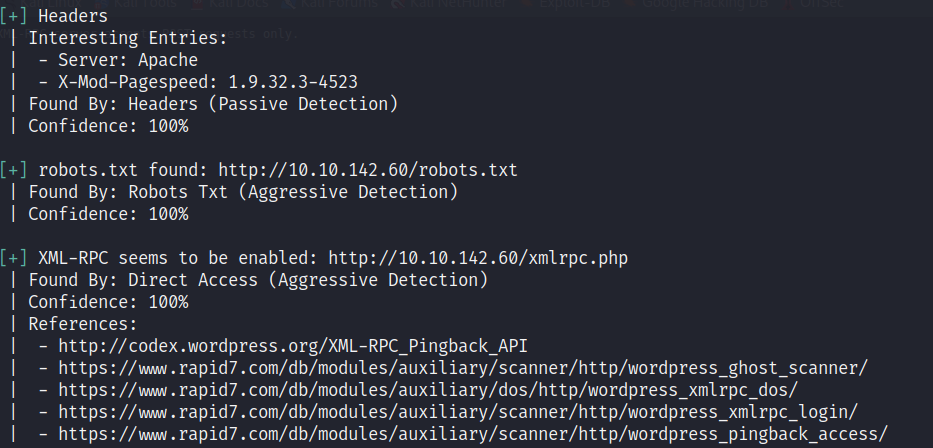 [+] Headers
| Interesting Entries:
|  - Server: Apache
|  - X-Mod-Pagespeed: 1.9.32.3-4523
| Found By: Headers (Passive Detection)
| Confidence: 100%
[+] robots.txt found: http://10.10.142.60/robots.txt
| Found By: Robots Txt (Aggressive Detection)
| Confidence: 100%
[+] XML-RPC seems to be enabled: http://10.10.142.60/xmlrpc.php
| Found By: Direct Access (Aggressive Detection)
| Confidence: 100%
| References:
|  - http://codex.wordpress.org/XML-RPC_Pingback_API
|  - https://www.rapid7.com/db/modules/auxiliary/scanner/http/wordpress_ghost_scanner/
|  - https://www.rapid7.com/db/modules/auxiliary/dos/http/wordpress_xmlrpc_dos/
|  - https://www.rapid7.com/db/modules/auxiliary/scanner/http/wordpress_xmlrpc_login/
|  - https://www.rapid7.com/db/modules/auxiliary/scanner/http/wordpress_pingback_access/